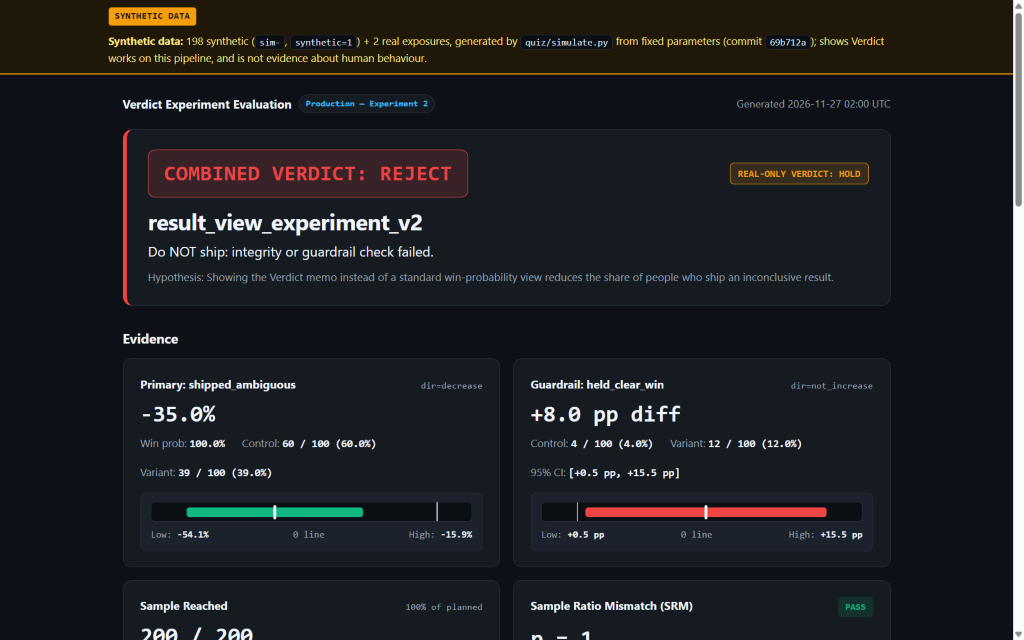 SYNTHETIC DATA
Synthetic data: 198 synthetic ( sim- , synthetic=1 ) + 2 real exposures, generated by quiz/simulate.py from fixed parameters (commit 69b712a ); shows Verdict
works on this pipeline, and is not evidence about human behaviour.
Verdict Experiment Evaluation Production — Experiment 2 Generated 2026-11-27 02:00 UTC
COMBINED VERDICT: REJECT REAL-ONLY VERDICT: HOLD
result_view_experiment_v2
Do NOT ship: integrity or guardrail check failed.
Hypothesis: Showing the Verdict memo instead of a standard win-probability view reduces the share of people who ship an inconclusive result.
Evidence
Primary: shipped_ambiguous dir=decrease
-35.0%
Win prob: 100.0% Control: 60 / 100 (60.0%)
Variant: 39 / 100 (39.0%)
Low: -54.1% 0 line High: -15.9%
Guardrail: held_clear_win dir=not_increase
+8.0 pp diff
Control: 4 / 100 (4.0%) Variant: 12 / 100 (12.0%)
95% CI: [+0.5 pp, +15.5 pp]
Low: +0.5 pp 0 line High: +15.5 pp
Sample Reached 100% of planned
200 / 200
Sample Ratio Mismatch (SRM) PASS
p = 1